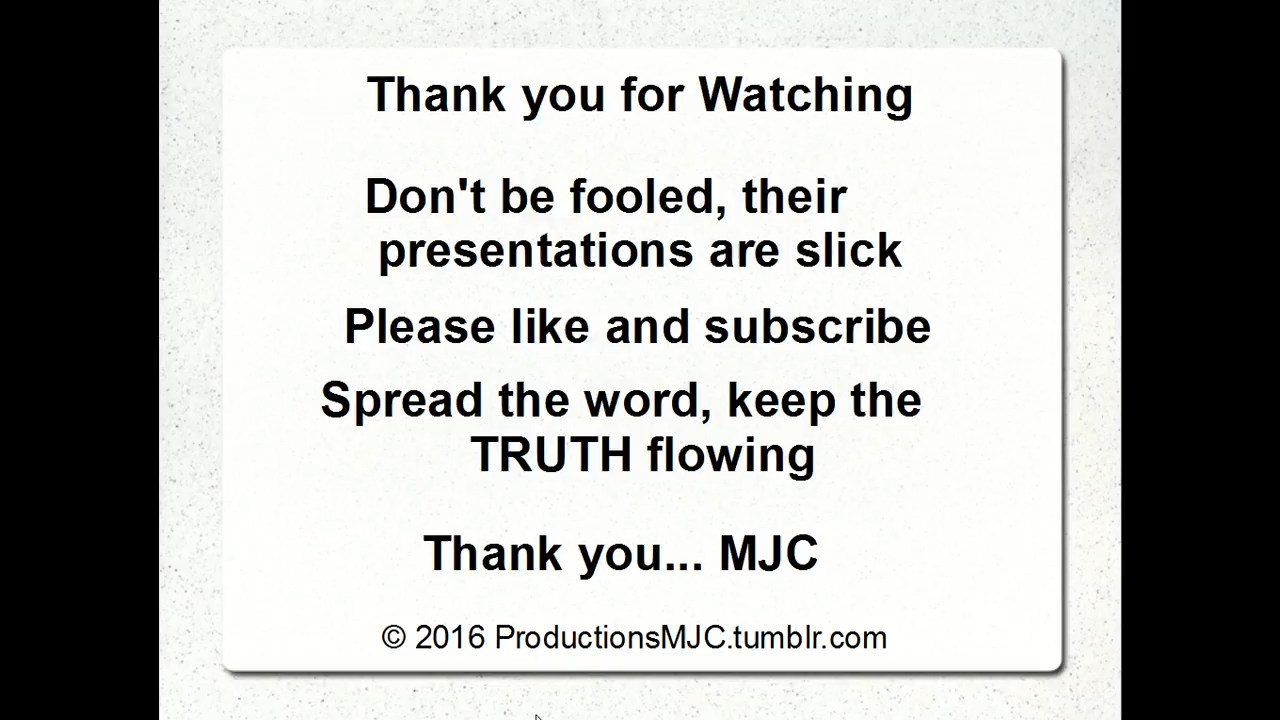 Thank you for Watching
Don't be fooled, their
presentations are slick
Please like and subscribe
Spread the word, keep the
TRUTH flowing
Thank you... MJC
© 2016 ProductionsMJC.tumblr.com